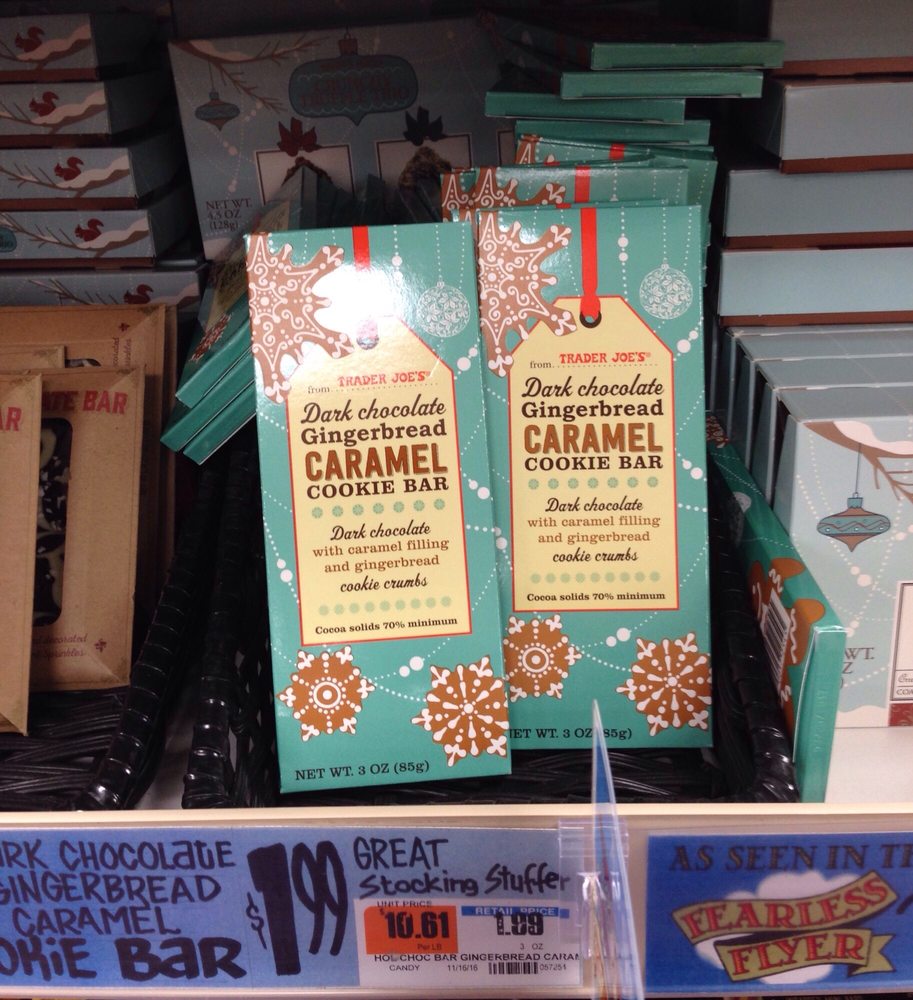 NET WT.
4.5 OZ
(128g)
BAR
from TRADER JOE'S®
Dark chocolate
Gingerbread
CARAMEL
COOKIE BAR
Dark chocolate
with caramel filling
and gingerbread
cookie crumbs
Cocoa solids 70% minimum
NET WT. 3 OZ (85g)
from TRADER JOE'S®
Dark chocolate
Gingerbread
CARAMEL
COOKIE BAR
Dark chocolate
with caramel filling
and gingerbread
cookie crumbs
Cocoa solids 70% minimum
NET WT. 3 OZ (85g)
WT.
Z
ARK CHOCOLATE
GINGERBREAD
CARAMEL
OKiE BAR
$1.99
GREAT
Stocking Stuffer
UNIT PRICE
$10.61
Per LB
RETAIL PRICE
1.99
3 OZ
HOL CHOC BAR GINGERBREAD CARAM
CANDY 11/16/16 057251
AS SEEN IN
FEARLESS
FLYER